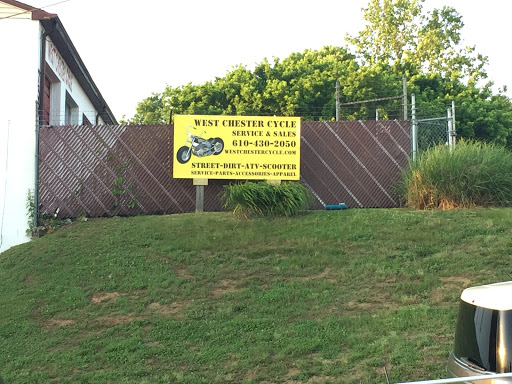 WEST CHESTER CYCLE
SERVICE & SALES
610-430-2050
WESTCHESTERCYCLE.COM
STREET-DIRT-ATV-SCOOTER
SERVICE-PARTS-ACCESSORIES-APPAREL